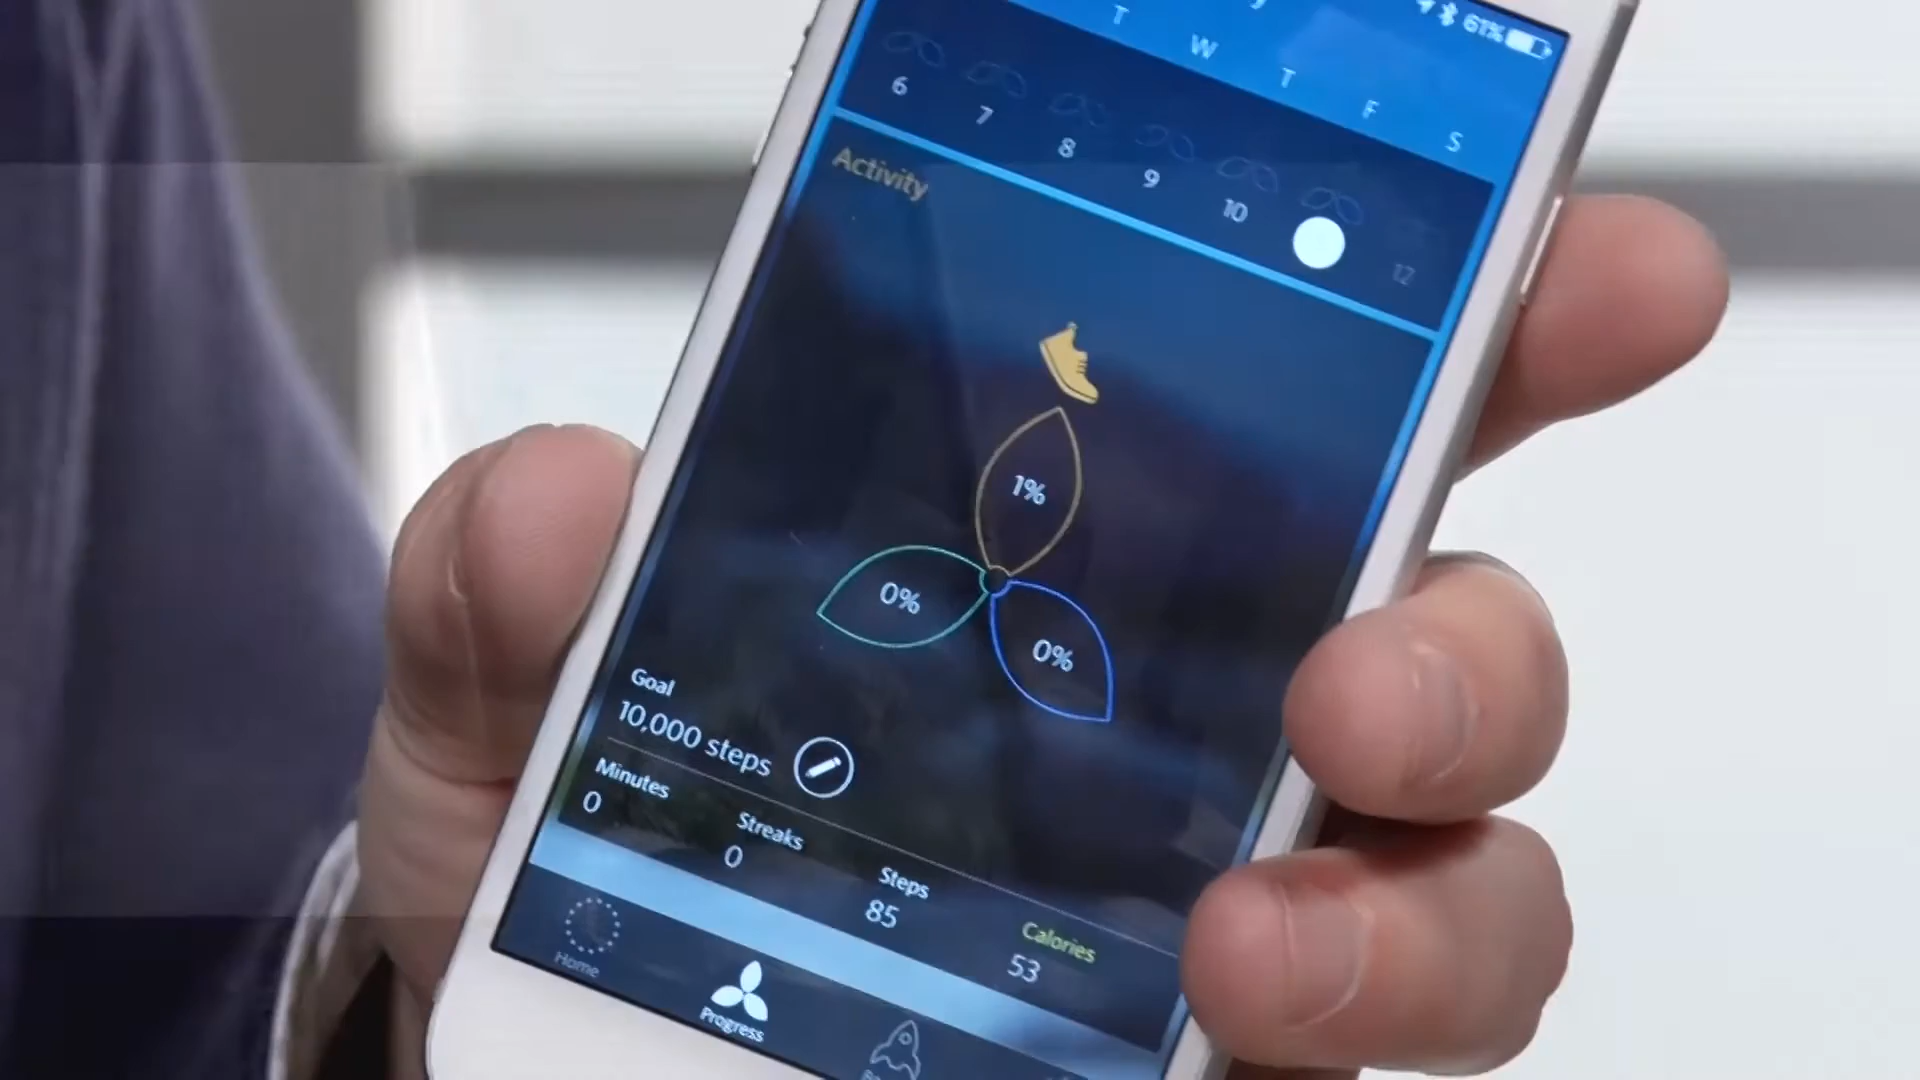 61%
T W T F S
6 7 8 9 10 12
Activity
1%
0%
0%
Goal
10,000 steps
Minutes Streaks Steps Calories
0 0 85 53
Home Progress